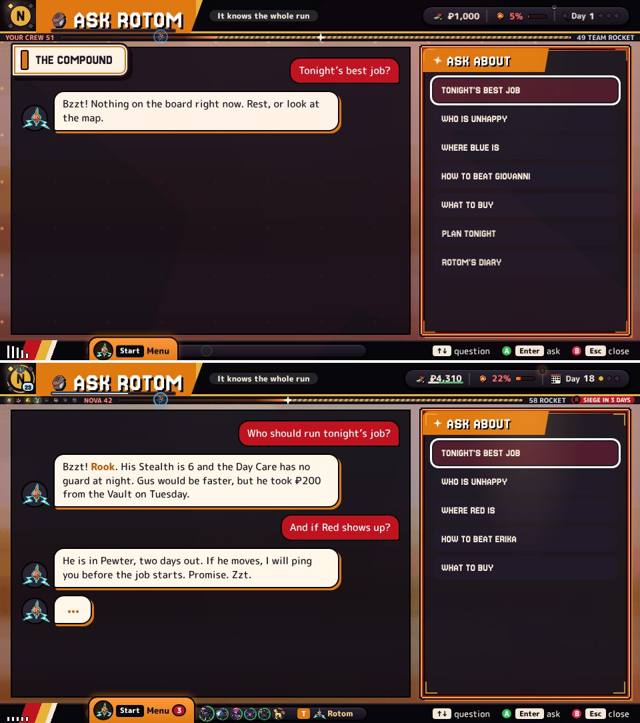 N
ASK ROTOM
It knows the whole run
₽1,000
5%
Day 1
YOUR CREW 51
49 TEAM ROCKET
THE COMPOUND
Tonight's best job?
Bzzt! Nothing on the board right now. Rest, or look at
the map.
ASK ABOUT
TONIGHT'S BEST JOB
WHO IS UNHAPPY
WHERE BLUE IS
HOW TO BEAT GIOVANNI
WHAT TO BUY
PLAN TONIGHT
ROTOM'S DIARY
Start Menu
↑↓ question A Enter ask B Esc close
N
ASK ROTOM
It knows the whole run
₽4,310
22%
Day 18
NOVA 42
58 ROCKET
SIEGE IN 3 DAYS
Who should run tonight's job?
Bzzt! Rook. His Stealth is 6 and the Day Care has no
guard at night. Gus would be faster, but he took ₽200
from the Vault on Tuesday.
And if Red shows up?
He is in Pewter, two days out. If he moves, I will ping
you before the job starts. Promise. Zzt.
...
ASK ABOUT
TONIGHT'S BEST JOB
WHO IS UNHAPPY
WHERE RED IS
HOW TO BEAT ERIKA
WHAT TO BUY
Start Menu 3
T Rotom
↑↓ question A Enter ask B Esc close